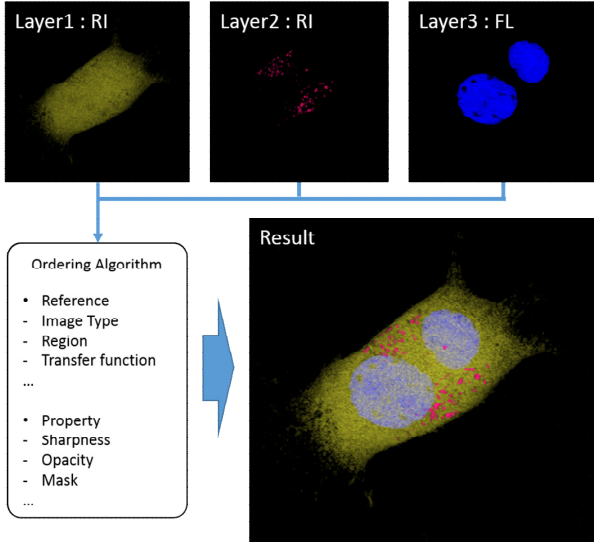 Layer1 : RI
Layer2 : RI
Layer3 : FL
Ordering Algorithm
• Reference
- Image Type
- Region
- Transfer function
...
• Property
- Sharpness
- Opacity
- Mask
...
Result